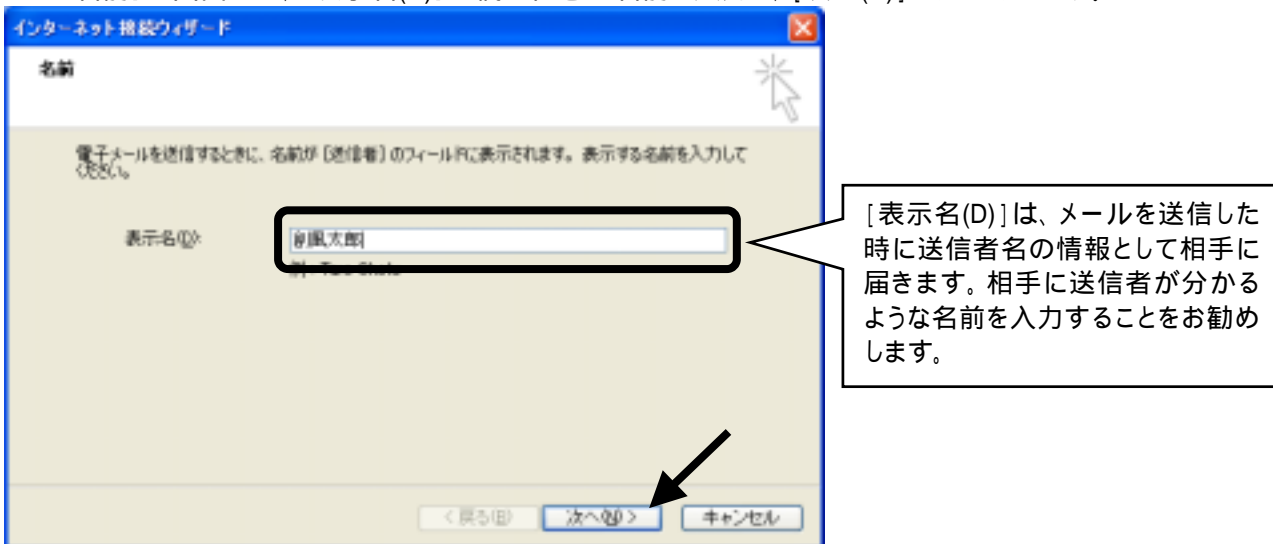 インターネット接続ウィザード
名前
電子メールを送信するときに、名前が [送信者] のフィールドに表示されます。表示する名前を入力して
ください。
表示名(D):
創風太郎
[表示名(D)]は、メールを送信した
時に送信者名の情報として相手に
届きます。相手に送信者が分かる
ような名前を入力することをお勧め
します。
< 戻る(B)
次へ(N) >
キャンセル